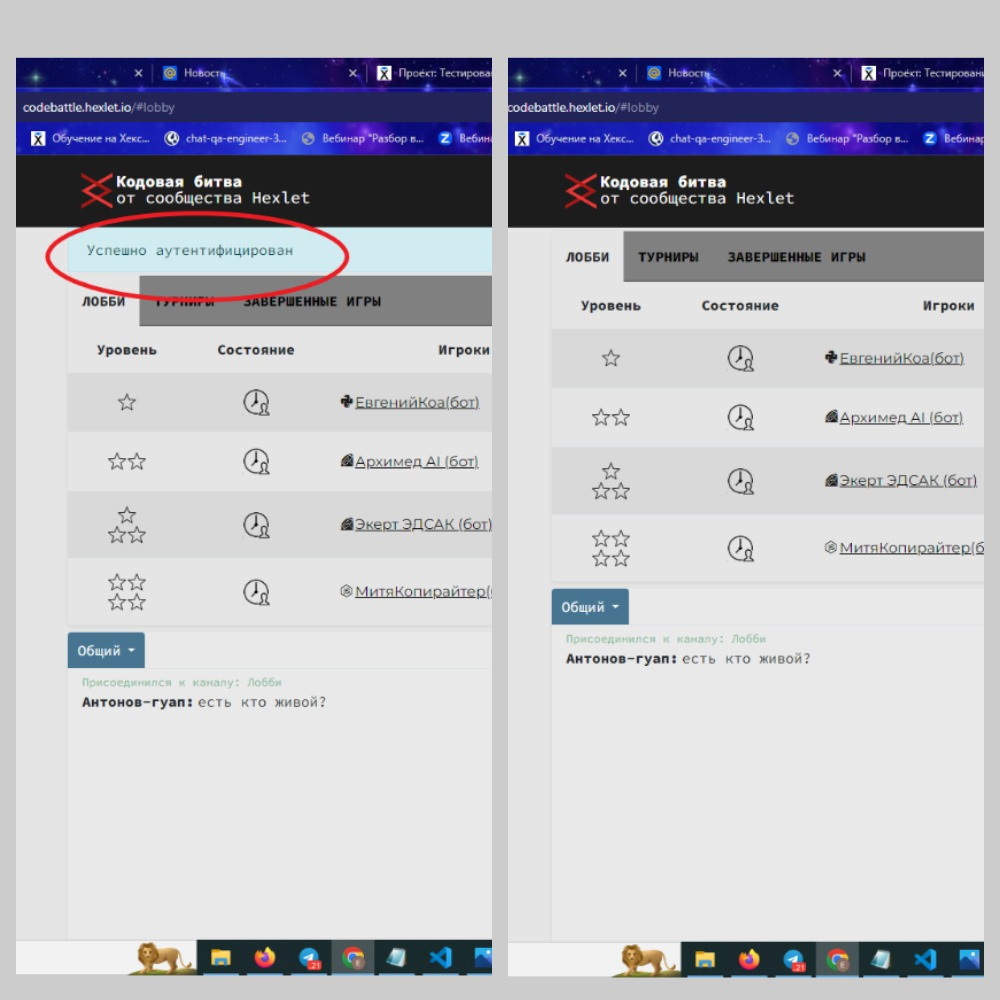 Новости
Проект: Тестирова
codebattle.hexlet.io/#lobby
Обучение на Хекс...
chat-qa-engineer-3...
Вебинар "Разбор в...
Вебин
Кодовая битва
от сообщества Hexlet
Успешно аутентифицирован
ЛОББИ ТУРНИРЫ ЗАВЕРШЕННЫЕ ИГРЫ
Уровень Состояние Игроки
ЕвгенийКоа(бот)
Архимед AI (бот)
Экерт ЭДСАК (бот)
МитяКопирайтер(
Общий
Присоединился к каналу: Лобби
Антонов-гуап: есть кто живой?
21
E
Новости
Проект: Тестировани
codebattle.hexlet.io/#lobby
Обучение на Хекс...
chat-qa-engineer-3...
Вебинар "Разбор в...
Вебинар
Кодовая битва
от сообщества Hexlet
ЛОББИ ТУРНИРЫ ЗАВЕРШЕННЫЕ ИГРЫ
Уровень Состояние Игроки
ЕвгенийКоа(бот)
Архимед AI (бот)
Экерт ЭДСАК (бот)
МитяКопирайтер(б
Общий
Присоединился к каналу: Лобби
Антонов-гуап: есть кто живой?
21
E